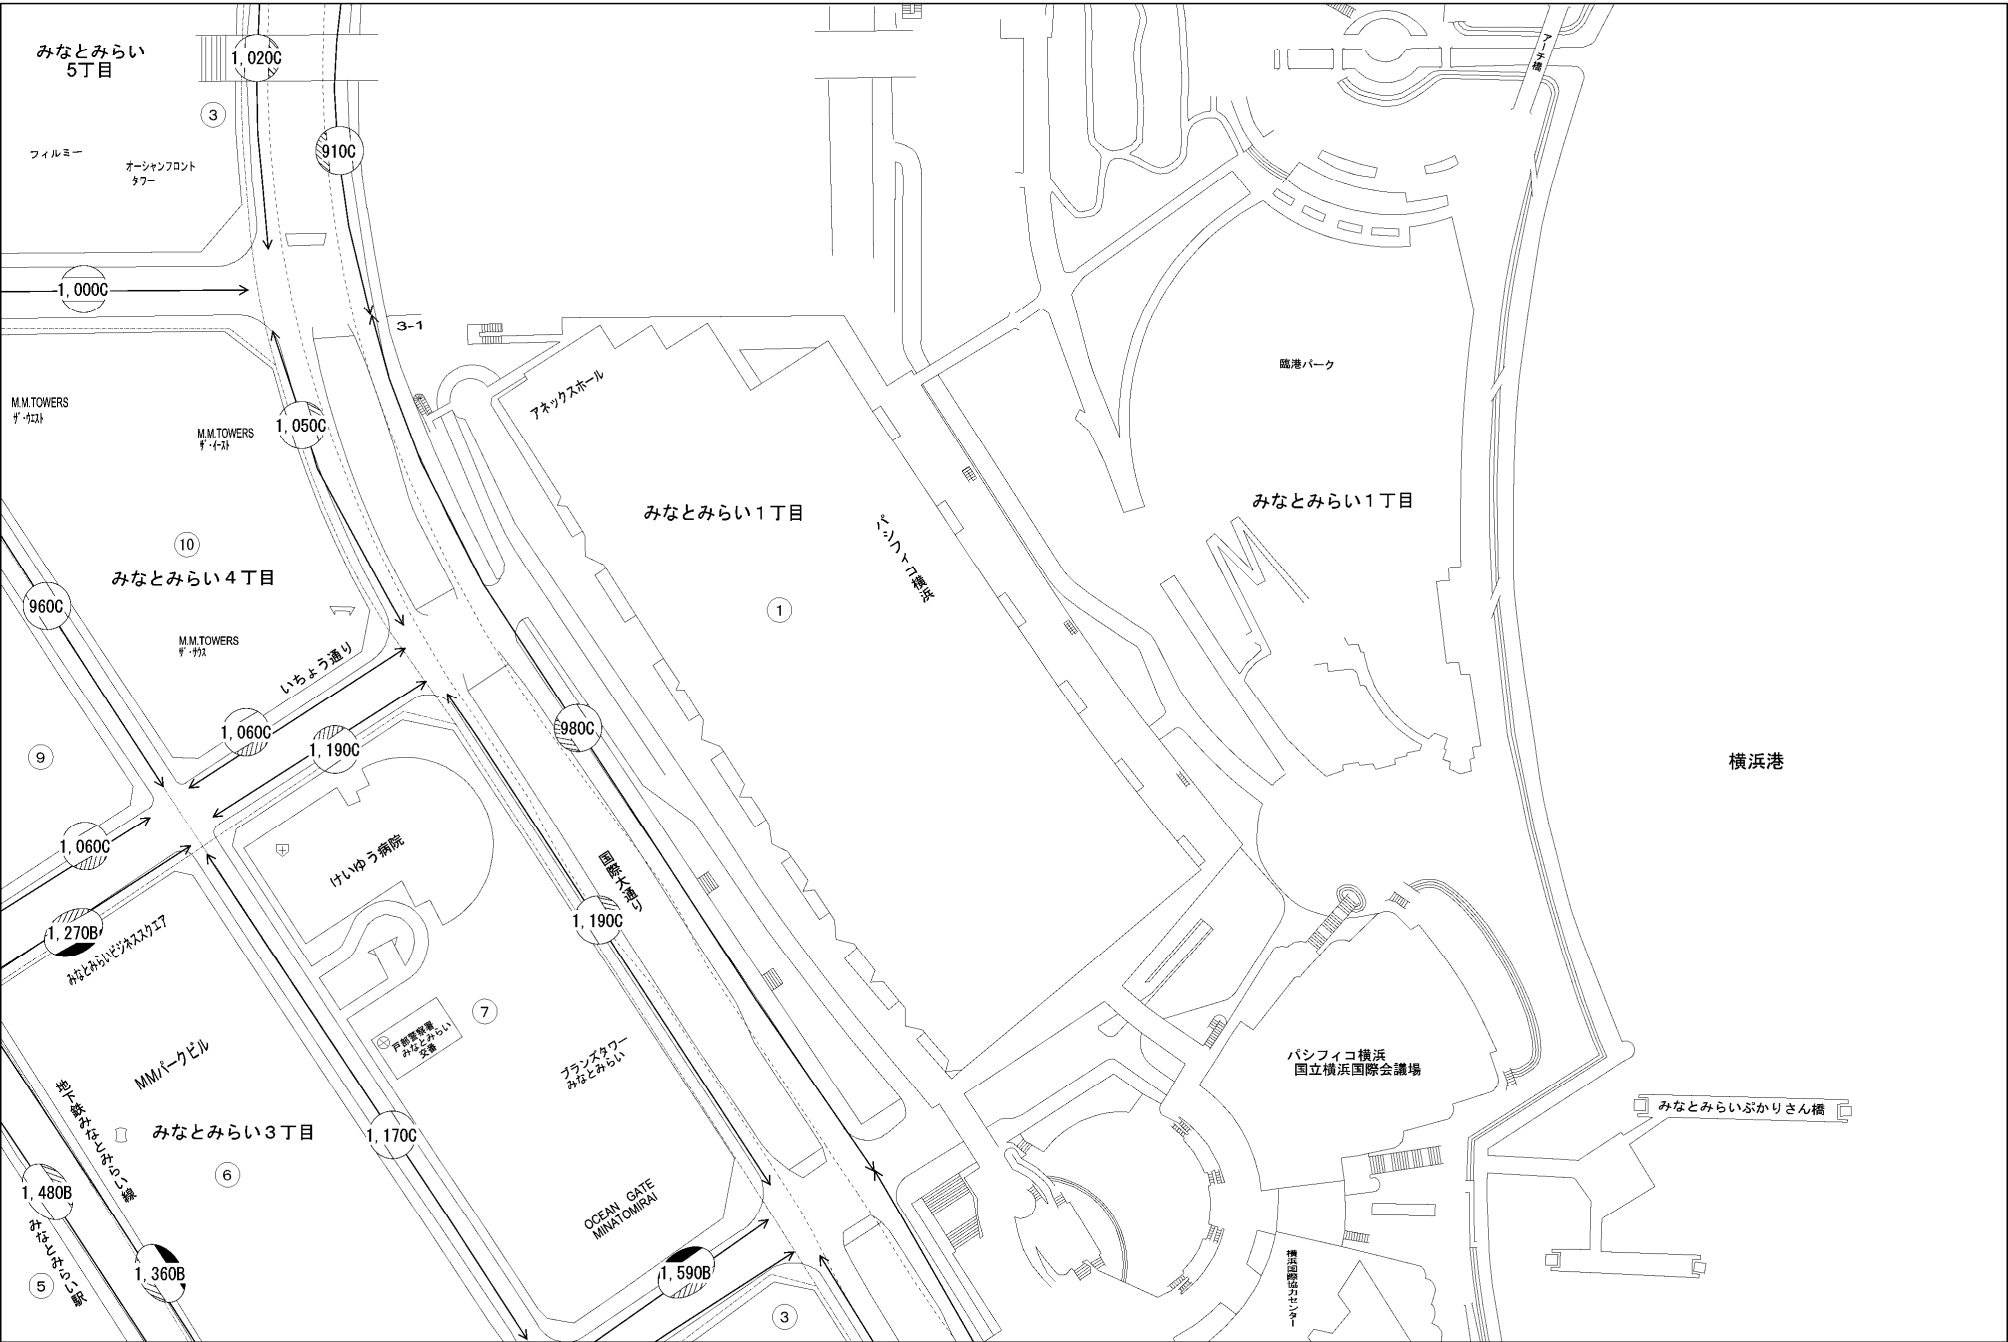 みなとみらい
5丁目
1,020C
アーチ橋
3
910C
フィルミー
オーシャンフロント
タワー
1,000C
3-1
臨港パーク
アネックスホール
M.M.TOWERS
ザ・ウエスト
M.M.TOWERS
ザ・イースト
1,050C
みなとみらい1丁目
パシフィコ横浜
みなとみらい1丁目
10
みなとみらい4丁目
960C
1
M.M.TOWERS
ザ・サウス
いちょう通り
1,060C
1,190C
980C
9
横浜港
1,060C
けいゆう病院
国際大通り
1,190C
1,270B
みなとみらいビジネススクエア
7
戸部警察署
みなとみらい
交番
MMパークビル
ブランズタワー
みなとみらい
パシフィコ横浜
国立横浜国際会議場
地下鉄みなとみらい線
みなとみらい3丁目
1,170C
みなとみらいぷかりさん橋
6
1,480B
OCEAN GATE
MINATOMIRAI
みなとみらい駅
5
1,360B
1,590B
横浜国際協力センター
3